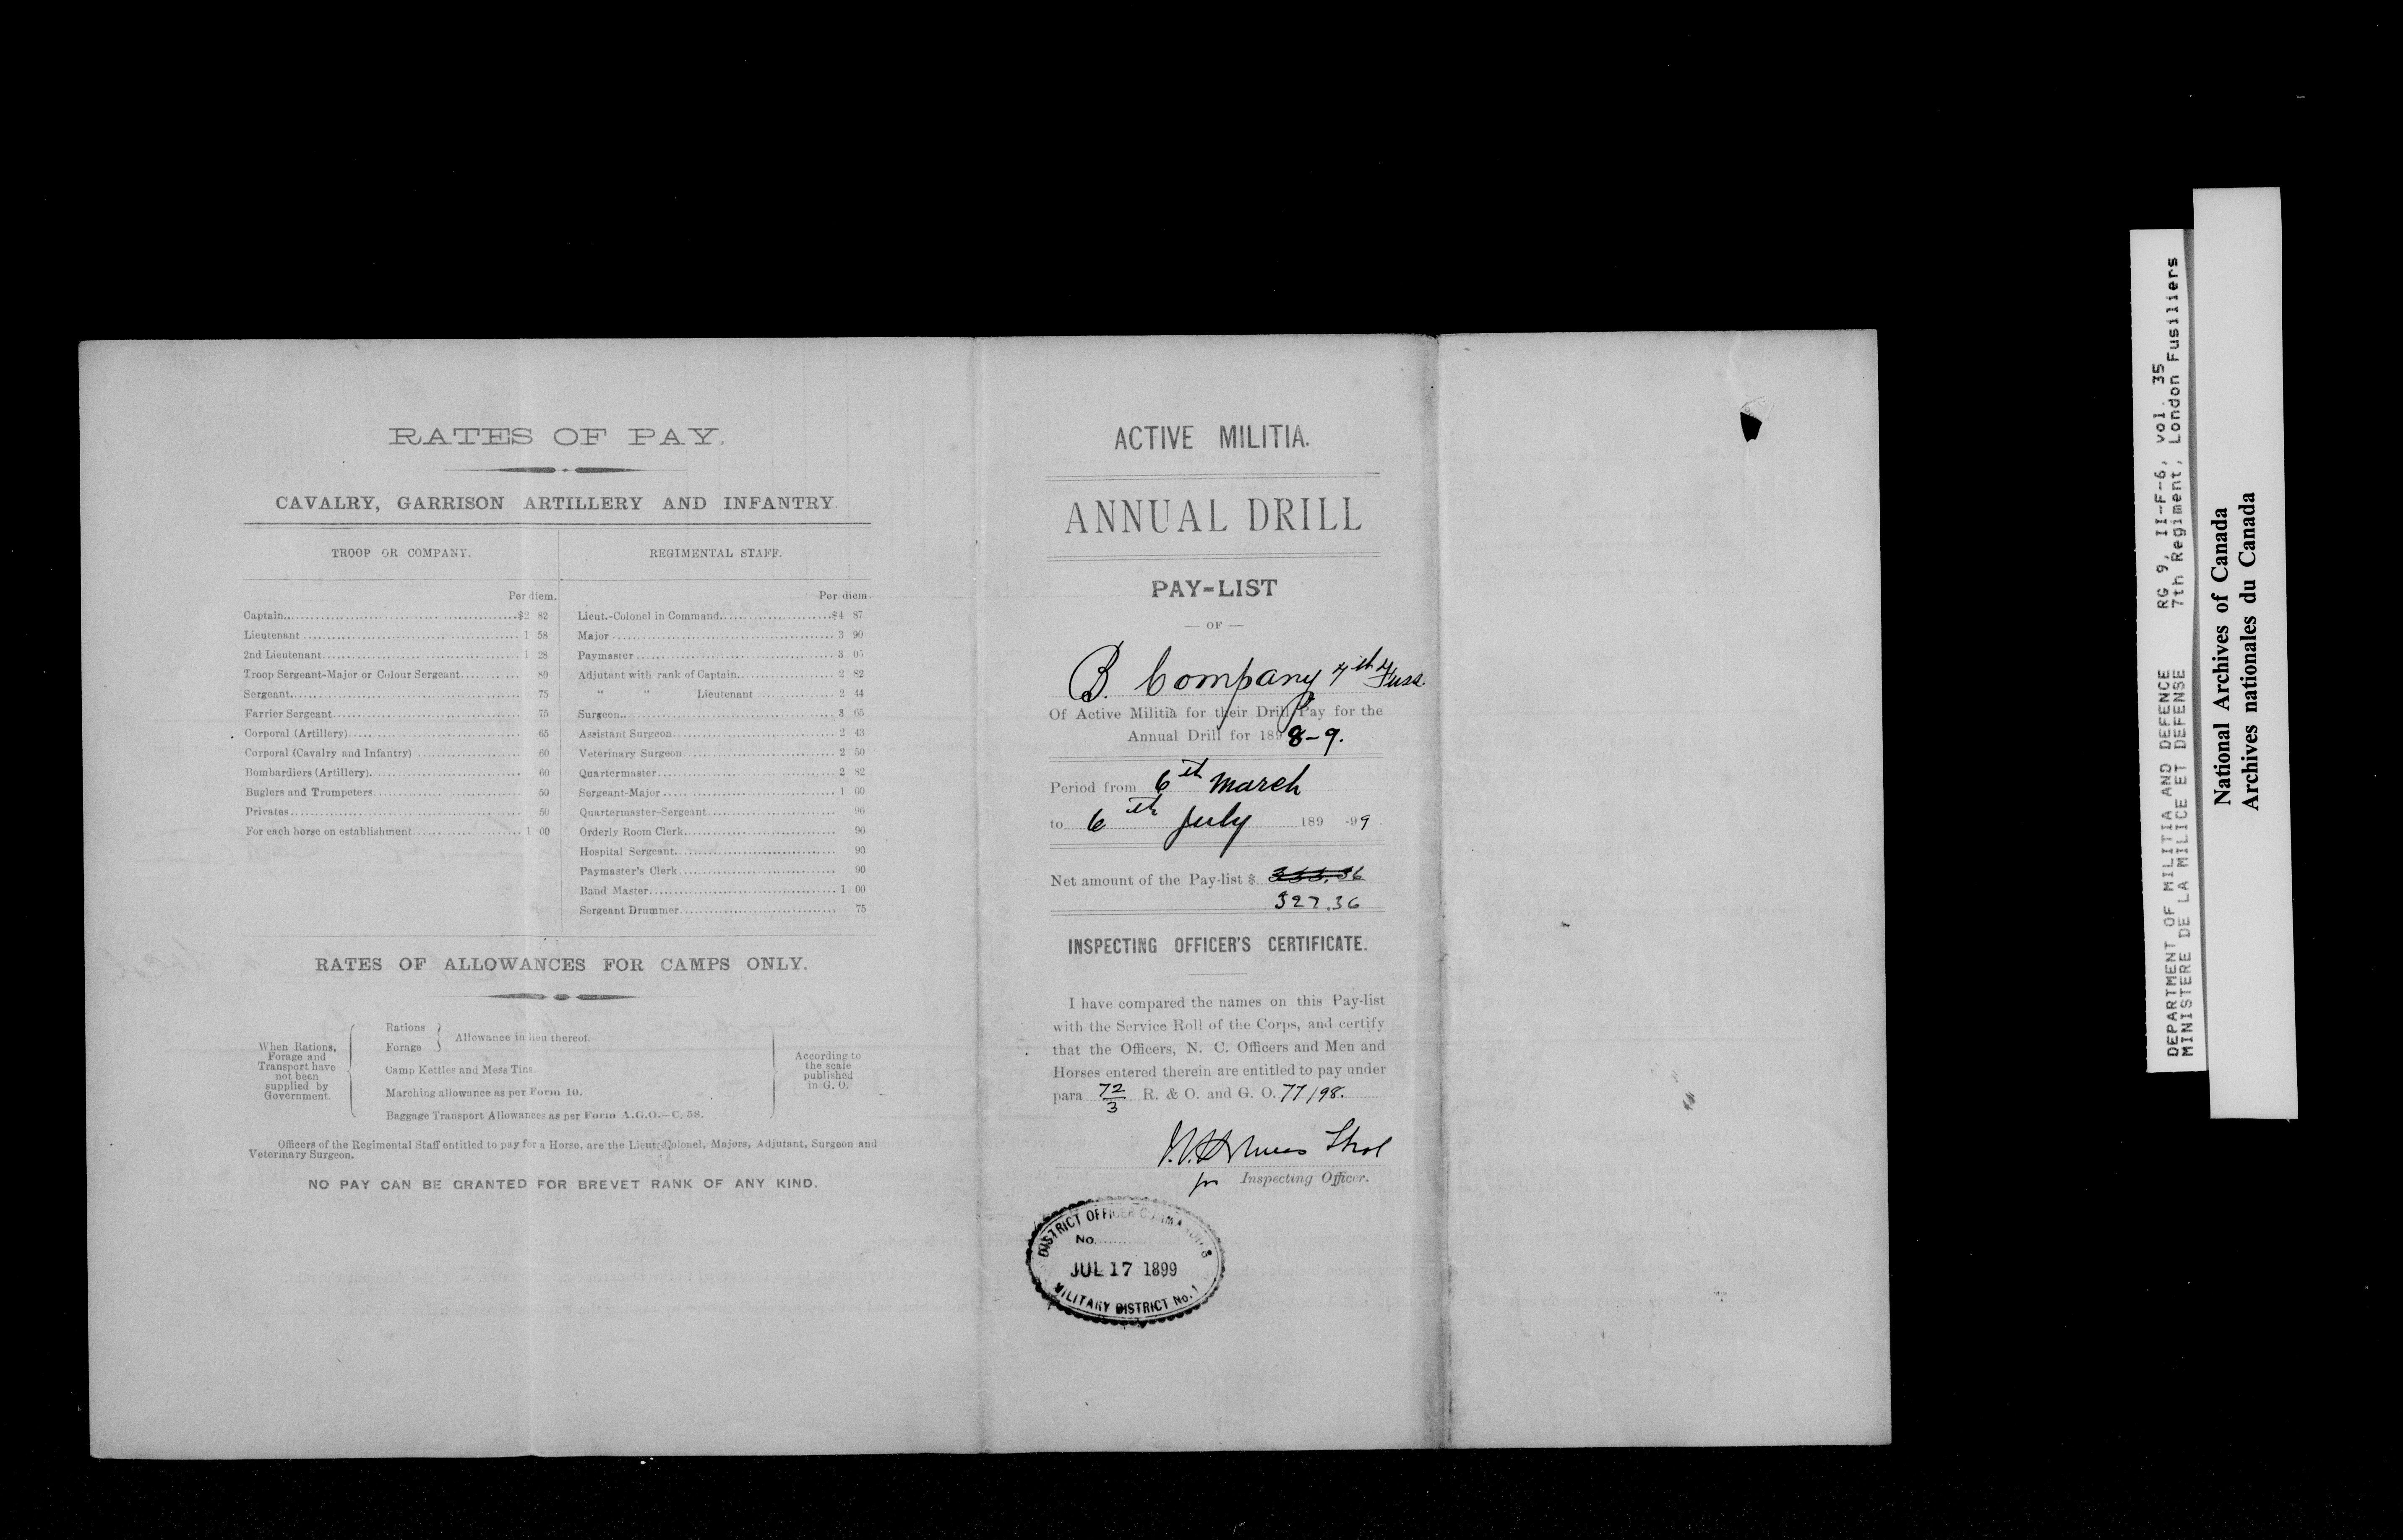 RATES OF PAY.
CAVALRY, GARRISON ARTILLERY AND INFANTRY.
TROOP OR COMPANY.
Per diem.
Captain $2 82
Lieutenant 1 58
2nd Lieutenant 1 28
Troop Sergeant-Major or Colour Sergeant 80
Sergeant 75
Farrier Sergeant 75
Corporal (Artillery) 65
Corporal (Cavalry and Infantry) 60
Bombardiers (Artillery) 60
Buglers and Trumpeters 50
Privates 50
For each horse on establishment 1 00
REGIMENTAL STAFF.
Per diem.
Lieut.-Colonel in Command $4 87
Major 3 90
Paymaster 3 05
Adjutant with rank of Captain 2 82
" " Lieutenant 2 44
Surgeon 3 65
Assistant Surgeon 2 43
Veterinary Surgeon 2 50
Quartermaster 2 82
Sergeant-Major 1 00
Quartermaster-Sergeant 90
Orderly Room Clerk 90
Hospital Sergeant 90
Paymaster's Clerk 90
Band Master 1 00
Sergeant Drummer 75
RATES OF ALLOWANCES FOR CAMPS ONLY.
When Rations,
Forage and
Transport have
not been
supplied by
Government.
Rations
Forage
Allowance in lieu thereof.
Camp Kettles and Mess Tins.
Marching allowance as per Form 10.
Baggage Transport Allowances as per Form A.G.O.—C. 58.
According to
the scale
published
in G. O.
Officers of the Regimental Staff entitled to pay for a Horse, are the Lieut.-Colonel, Majors, Adjutant, Surgeon and
Veterinary Surgeon.
NO PAY CAN BE GRANTED FOR BREVET RANK OF ANY KIND.
ACTIVE MILITIA.
ANNUAL DRILL
PAY-LIST
— OF —
B. Company 7th Fusa.
Of Active Militia for their Drill Pay for the
Annual Drill for 1898-9.
Period from 6th March
to 6th July 189 -99
Net amount of the Pay-list $
327.36
INSPECTING OFFICER'S CERTIFICATE.
I have compared the names on this Pay-list
with the Service Roll of the Corps, and certify
that the Officers, N. C. Officers and Men and
Horses entered therein are entitled to pay under
para 72/3 R. & O. and G. O. 77/98.
for Inspecting Officer.
DISTRICT OFFICER COMMANDING
No.
JUL 17 1899
MILITARY DISTRICT No. 1
DEPARTMENT OF MILITIA AND DEFENCE RG 9, II-F-6, vol. 35
MINISTERE DE LA MILICE ET DEFENSE 7th Regiment, London Fusiliers
National Archives of Canada
Archives nationales du Canada